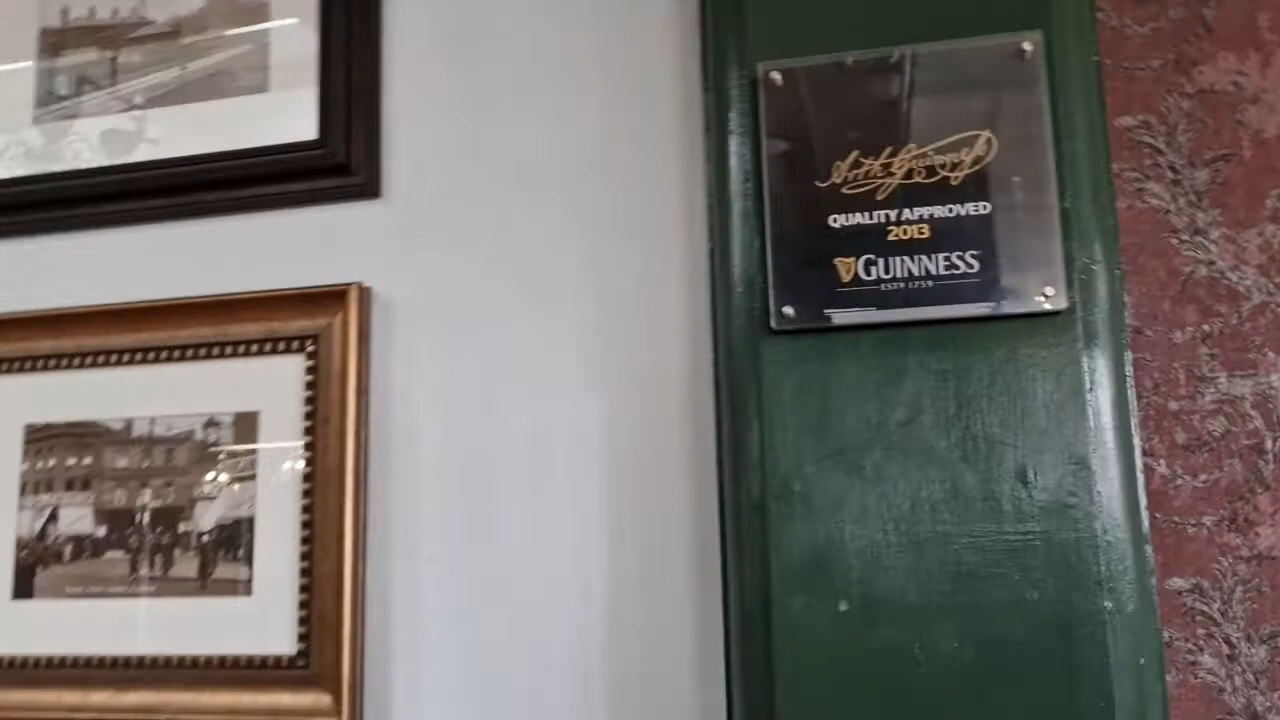 Arth Guinness
QUALITY APPROVED
2013
GUINNESS
ESTD 1759